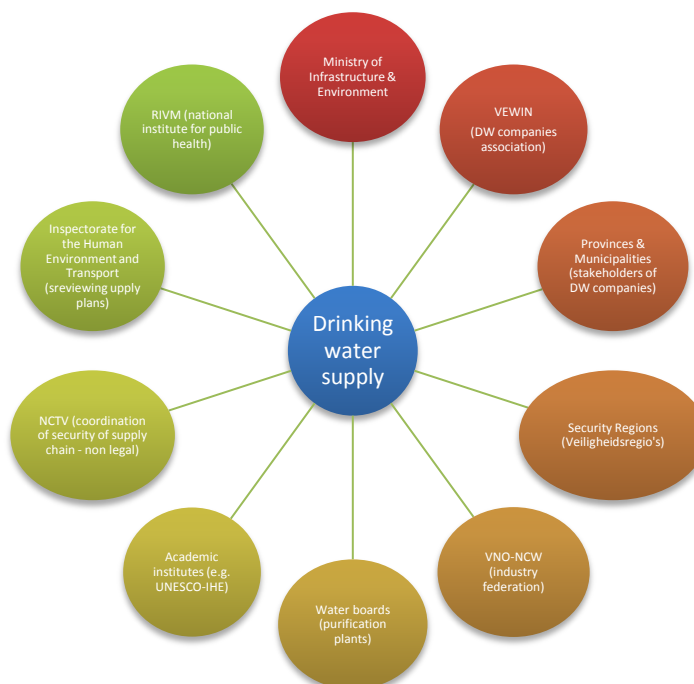 Ministry of
Infrastructure &
Environment
VEWIN
(DW companies
association)
Provinces &
Municipalities
(stakeholders of
DW companies)
Security Regions
(Veiligheidsregio's)
VNO-NCW
(industry
federation)
Water boards
(purification
plants)
Academic
institutes (e.g.
UNESCO-IHE)
NCTV (coordination
of security of supply
chain - non legal)
Inspectorate for
the Human
Environment and
Transport
(sreviewing upply
plans)
RIVM (national
institute for public
health)
Drinking
water
supply